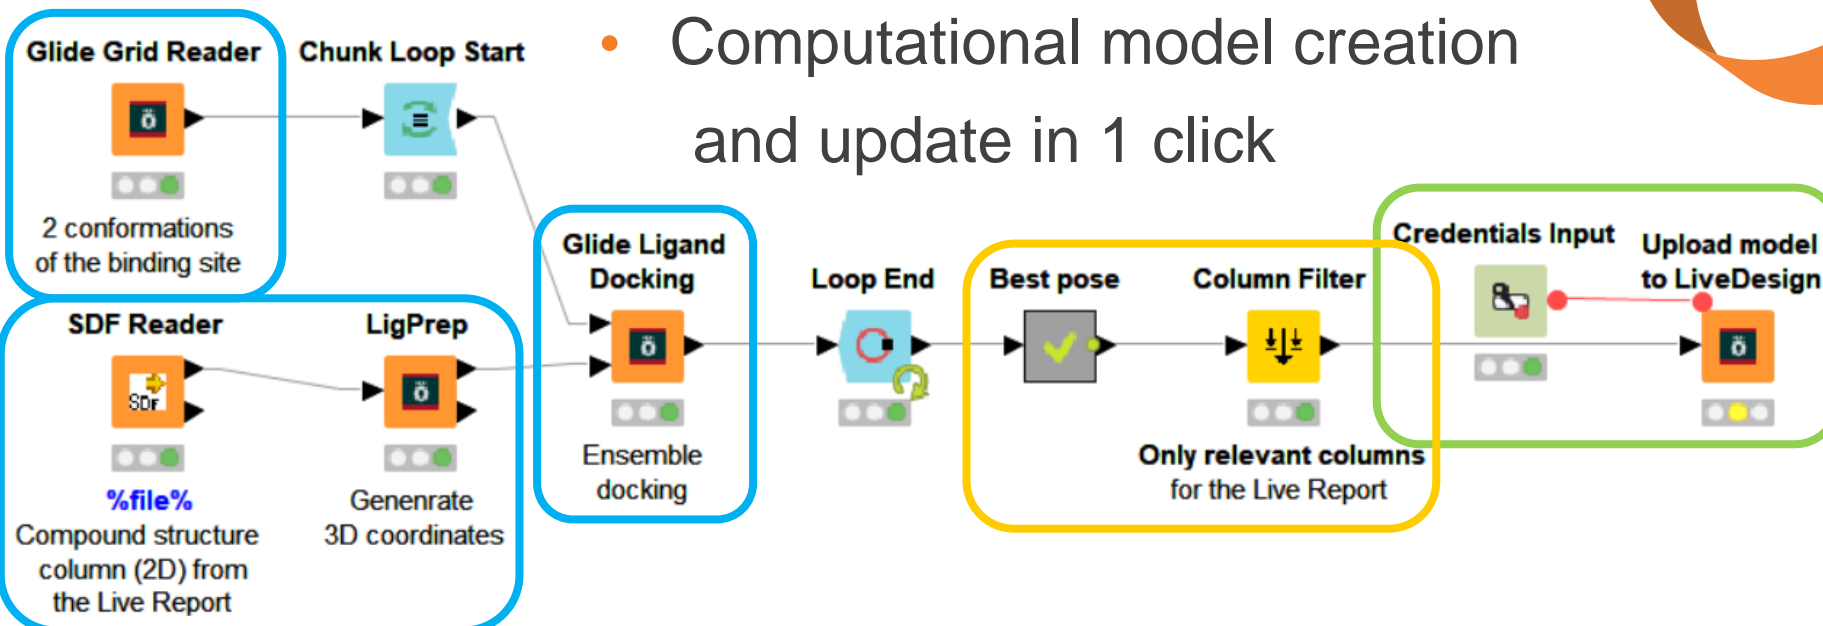 • Computational model creation
and update in 1 click
Glide Grid Reader
ö
2 conformations
of the binding site
Chunk Loop Start
SDF Reader
SDF
%file%
Compound structure
column (2D) from
the Live Report
LigPrep
ö
Genenrate
3D coordinates
Glide Ligand
Docking
ö
Ensemble
docking
Loop End
Best pose
Column Filter
Only relevant columns
for the Live Report
Credentials Input
Upload model
to LiveDesign
ö